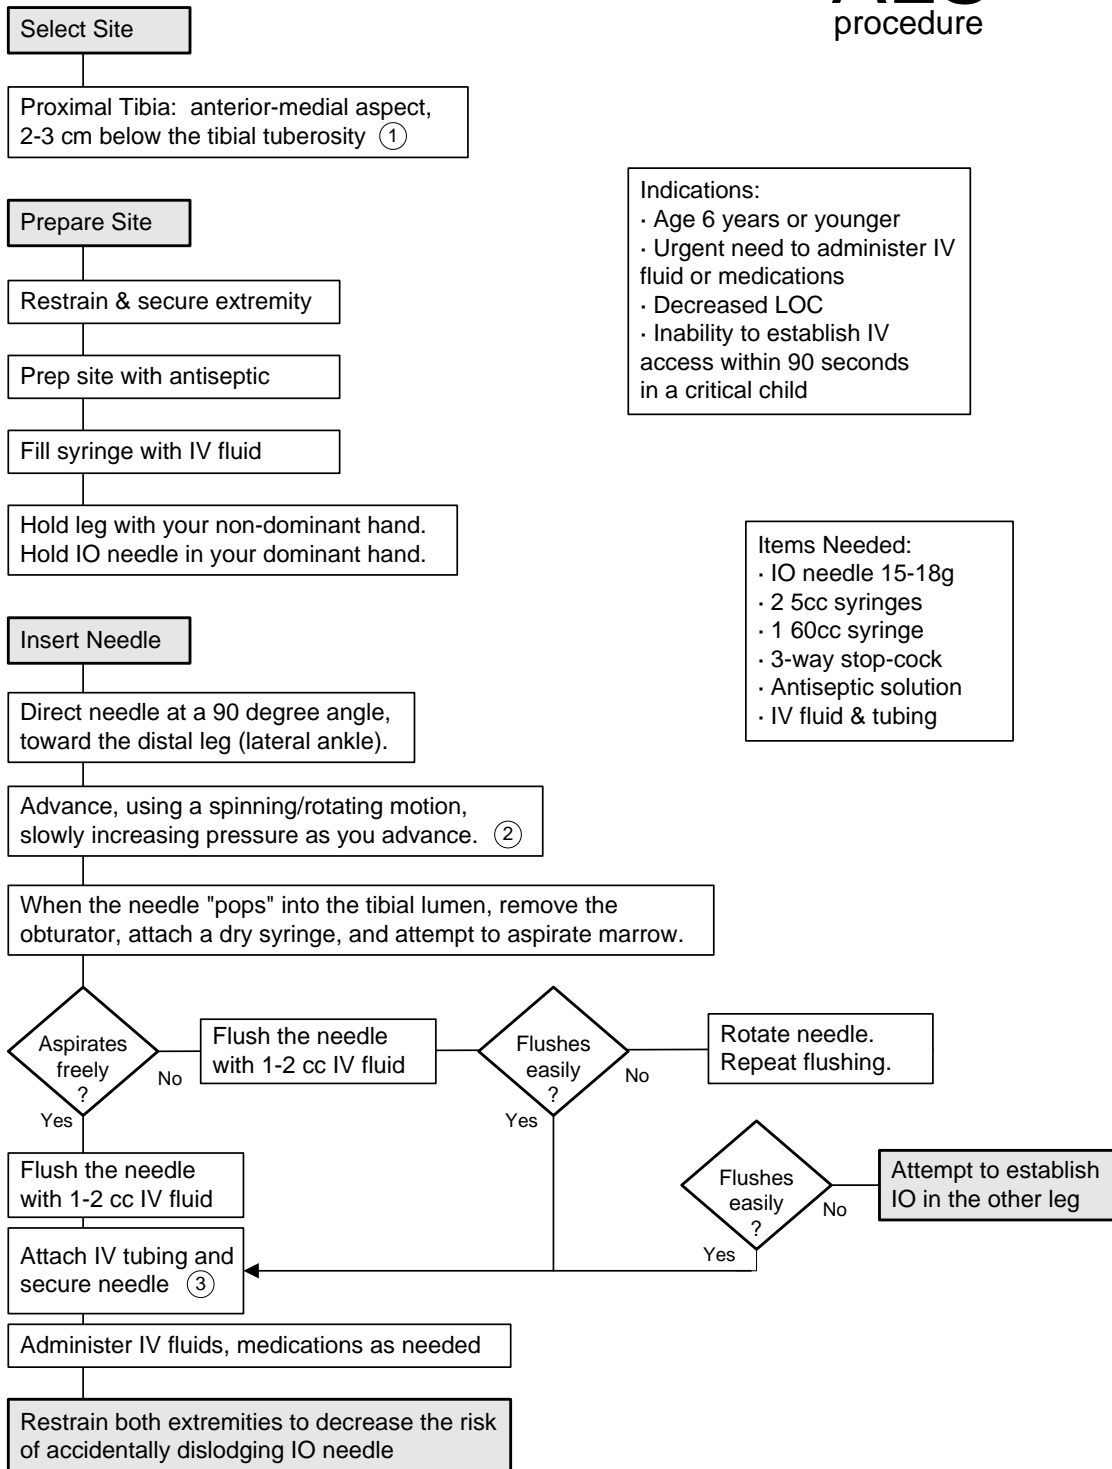 procedure
Select Site
Proximal Tibia: anterior-medial aspect,
2-3 cm below the tibial tuberosity 1
Prepare Site
Restrain & secure extremity
Prep site with antiseptic
Fill syringe with IV fluid
Hold leg with your non-dominant hand.
Hold IO needle in your dominant hand.
Indications:
· Age 6 years or younger
· Urgent need to administer IV
fluid or medications
· Decreased LOC
· Inability to establish IV
access within 90 seconds
in a critical child
Items Needed:
· IO needle 15-18g
· 2 5cc syringes
· 1 60cc syringe
· 3-way stop-cock
· Antiseptic solution
· IV fluid & tubing
Insert Needle
Direct needle at a 90 degree angle,
toward the distal leg (lateral ankle).
Advance, using a spinning/rotating motion,
slowly increasing pressure as you advance. 2
When the needle "pops" into the tibial lumen, remove the
obturator, attach a dry syringe, and attempt to aspirate marrow.
Aspirates
freely
?
No
Yes
Flush the needle
with 1-2 cc IV fluid
Flushes
easily
?
No
Yes
Rotate needle.
Repeat flushing.
Flushes
easily
?
No
Yes
Attempt to establish
IO in the other leg
Flush the needle
with 1-2 cc IV fluid
Attach IV tubing and
secure needle 3
Administer IV fluids, medications as needed
Restrain both extremities to decrease the risk
of accidentally dislodging IO needle